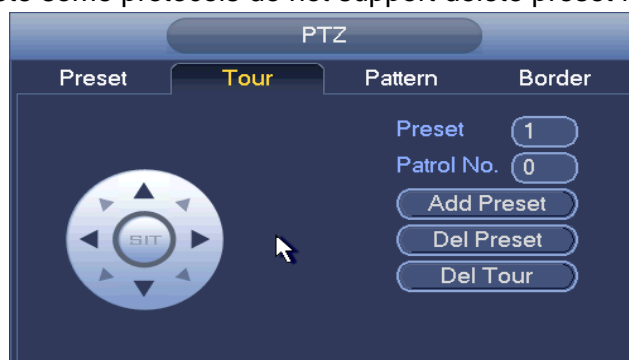 PTZ
Preset Tour Pattern Border
Preset 1
Patrol No. 0
Add Preset
Del Preset
Del Tour
SIT